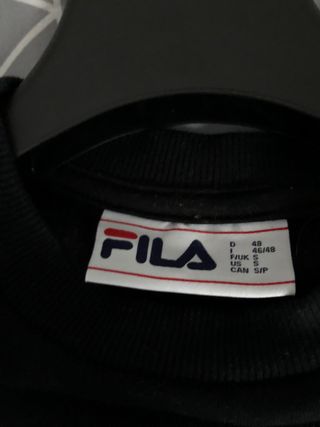 FILA
D 48
I 46/48
F/UK S
US S
CAN S/P